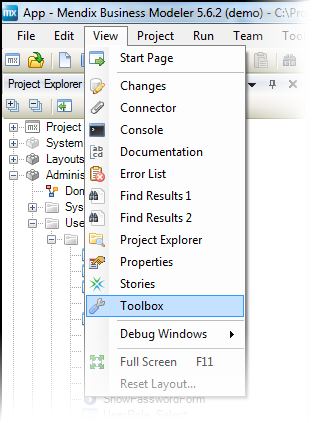 App - Mendix Business Modeler 5.6.2 (demo) - C:\Pro
File Edit View Project Run Team
Project Explorer
Start Page
Changes
Connector
Console
Documentation
Error List
Find Results 1
Find Results 2
Project Explorer
Properties
Stories
Toolbox
Debug Windows
Full Screen F11
Reset Layout...
mx
Project
System
Layouts
Adminis
Dom
Sys
Use
ShowPasswordForm